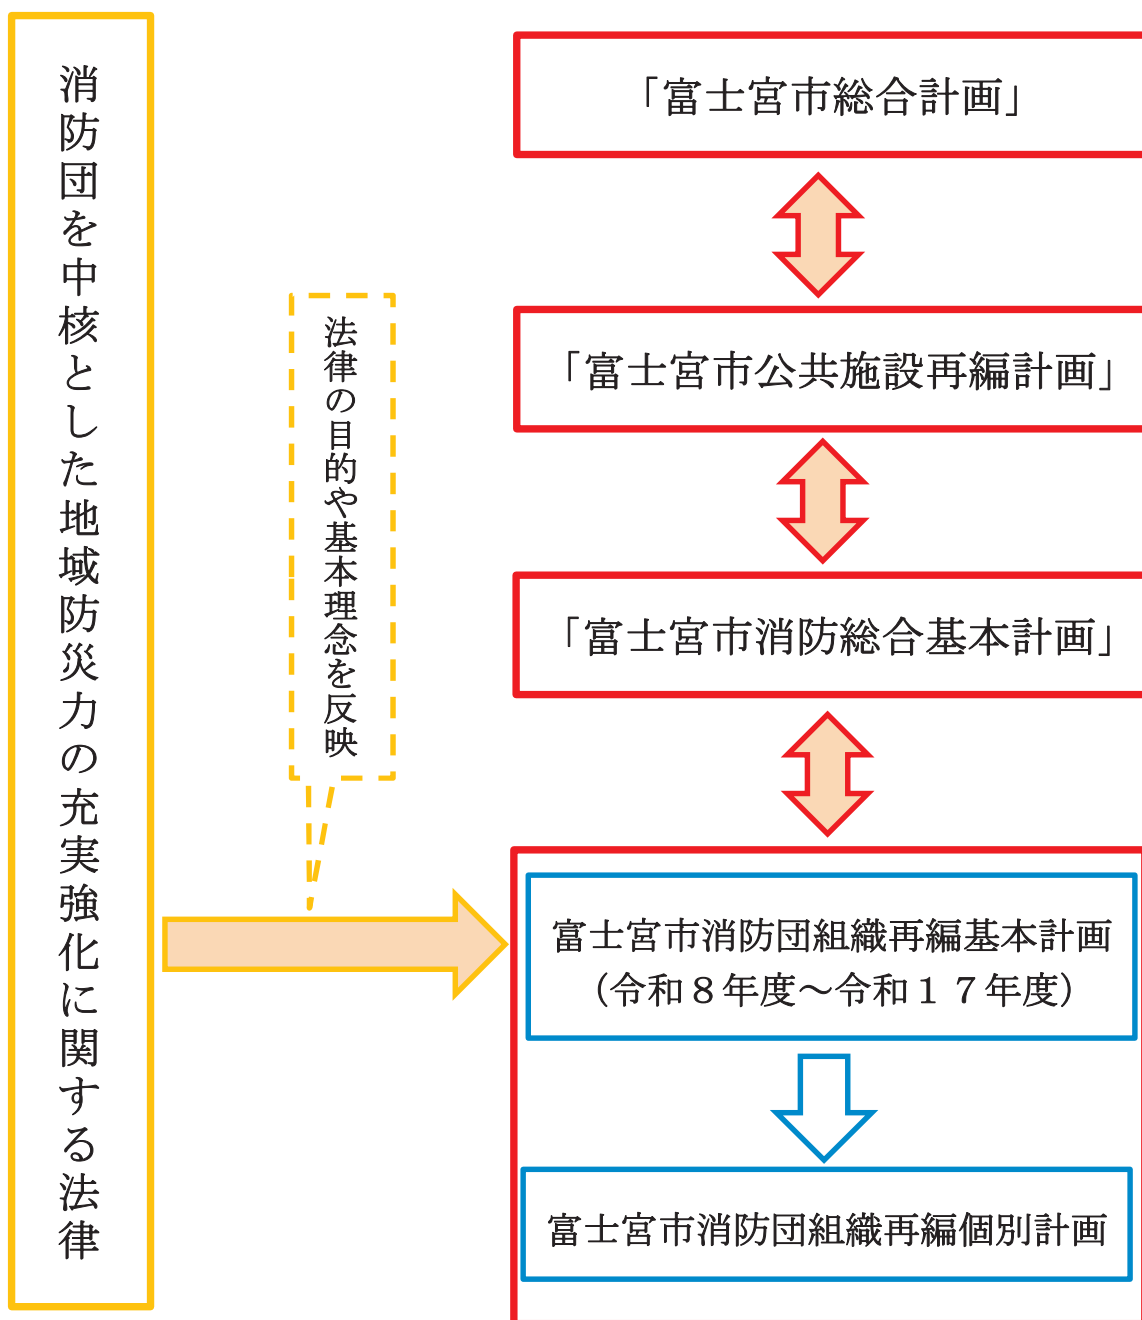 消防団を中核とした地域防災力の充実強化に関する法律
法律の目的や基本理念を反映
「富士宮市総合計画」
「富士宮市公共施設再編計画」
「富士宮市消防総合基本計画」
富士宮市消防団組織再編基本計画
（令和８年度～令和１７年度）
富士宮市消防団組織再編個別計画